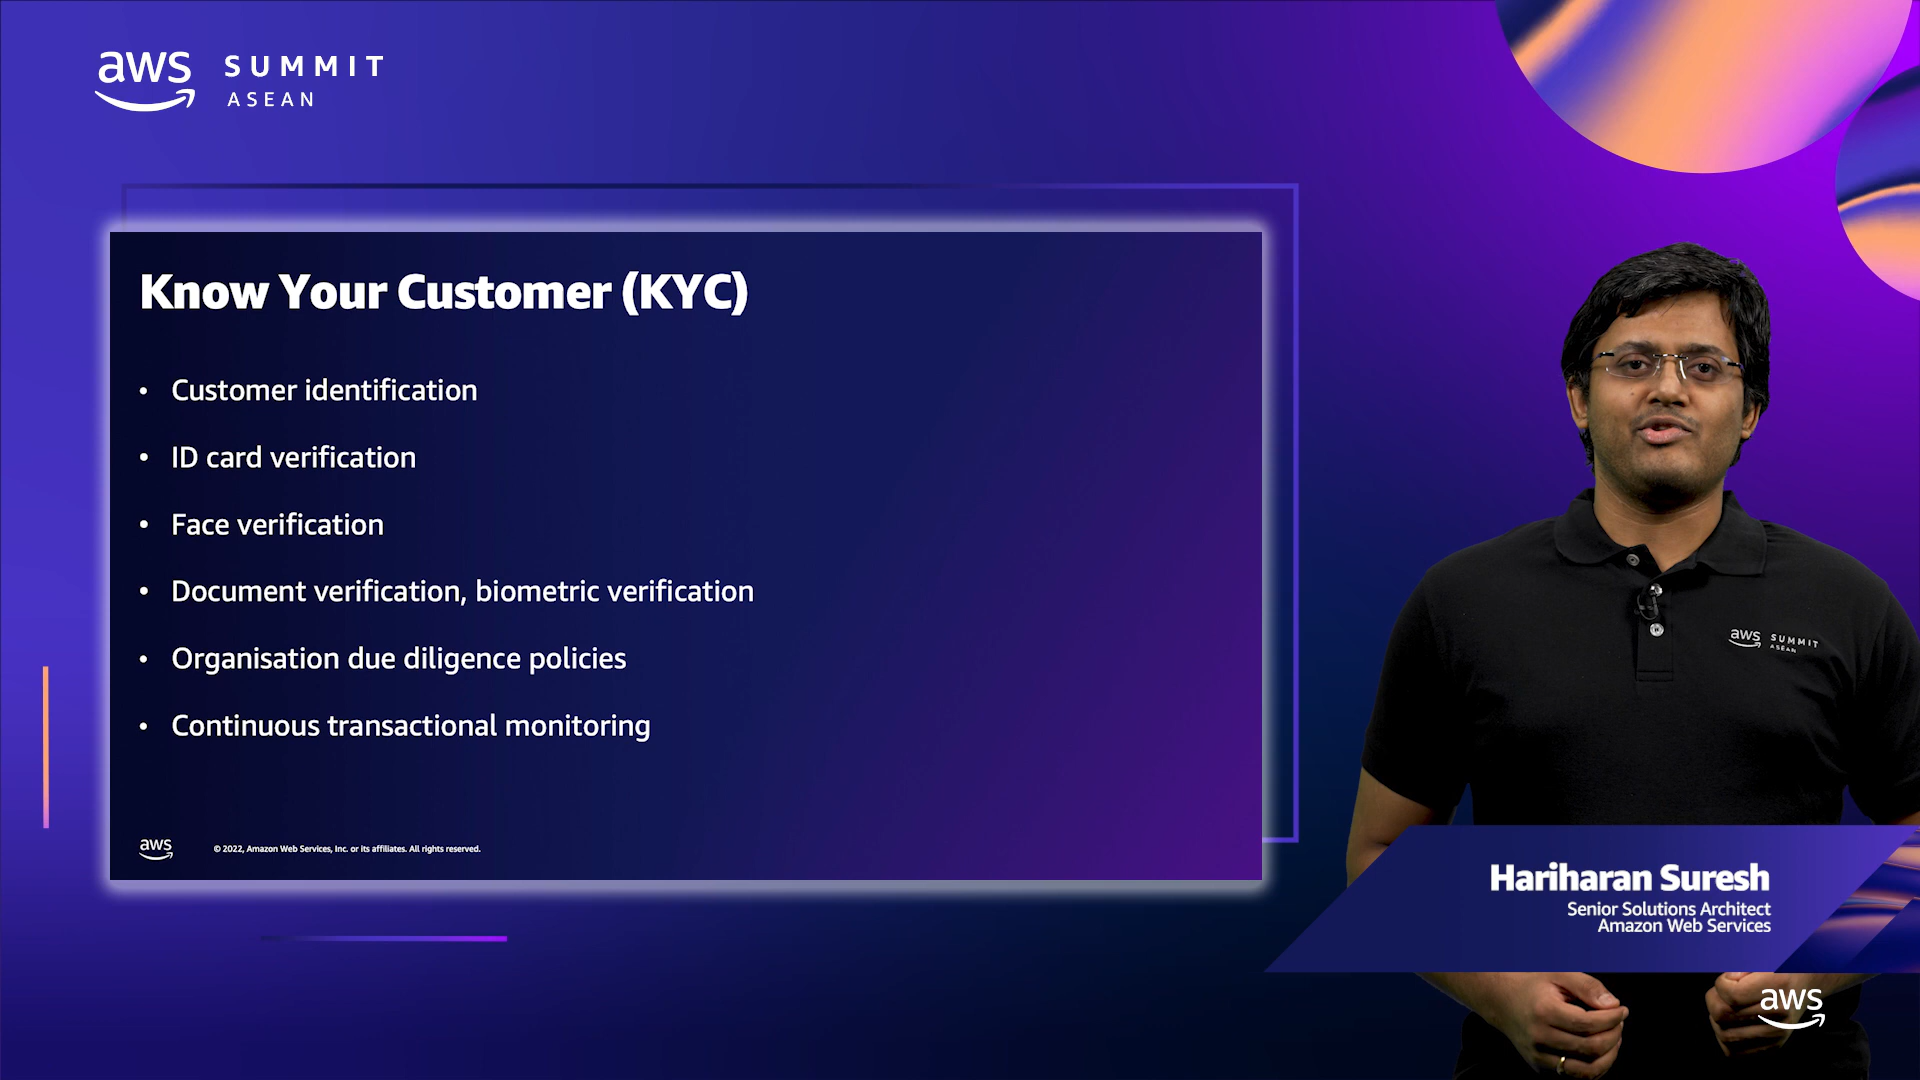 aws SUMMIT
ASEAN
Know Your Customer (KYC)
• Customer identification
• ID card verification
• Face verification
• Document verification, biometric verification
• Organisation due diligence policies
• Continuous transactional monitoring
aws © 2022, Amazon Web Services, Inc. or its affiliates. All rights reserved.
aws SUMMIT
ASEAN
Hariharan Suresh
Senior Solutions Architect
Amazon Web Services
aws